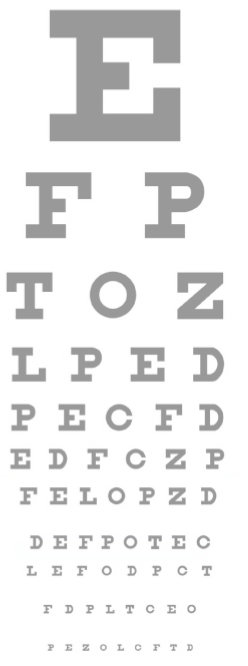 E
F P
T O Z
L P E D
P E C F D
E D F C Z P
F E L O P Z D
D E F P O T E C
L E F O D P C T
F D P L T C E O
P E Z O L C F T D